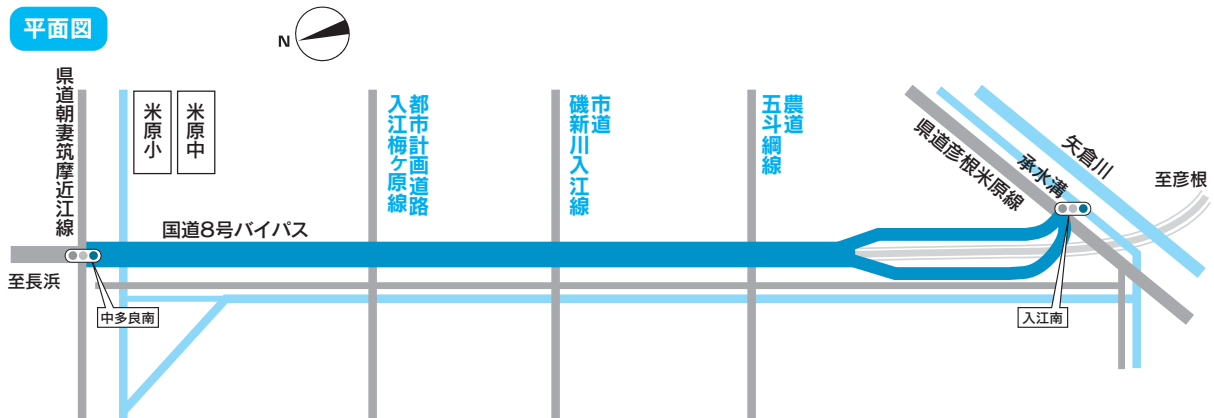 平面図
N
県道朝妻筑摩近江線
米原小
米原中
都市計画道路
入江梅ケ原線
市道
磯新川入江線
農道
五斗綱線
県道彦根米原線
承水溝
矢倉川
至彦根
国道8号バイパス
至長浜
中多良南
入江南